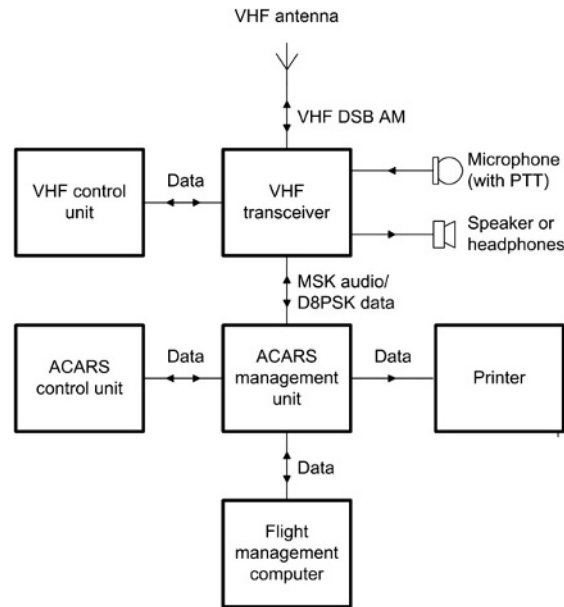 VHF antenna
VHF DSB AM
VHF control
unit
Data
VHF
transceiver
Microphone
(with PTT)
Speaker or
headphones
MSK audio/
D8PSK data
ACARS
control unit
Data
ACARS
management
unit
Data
Printer
Data
Flight
management
computer